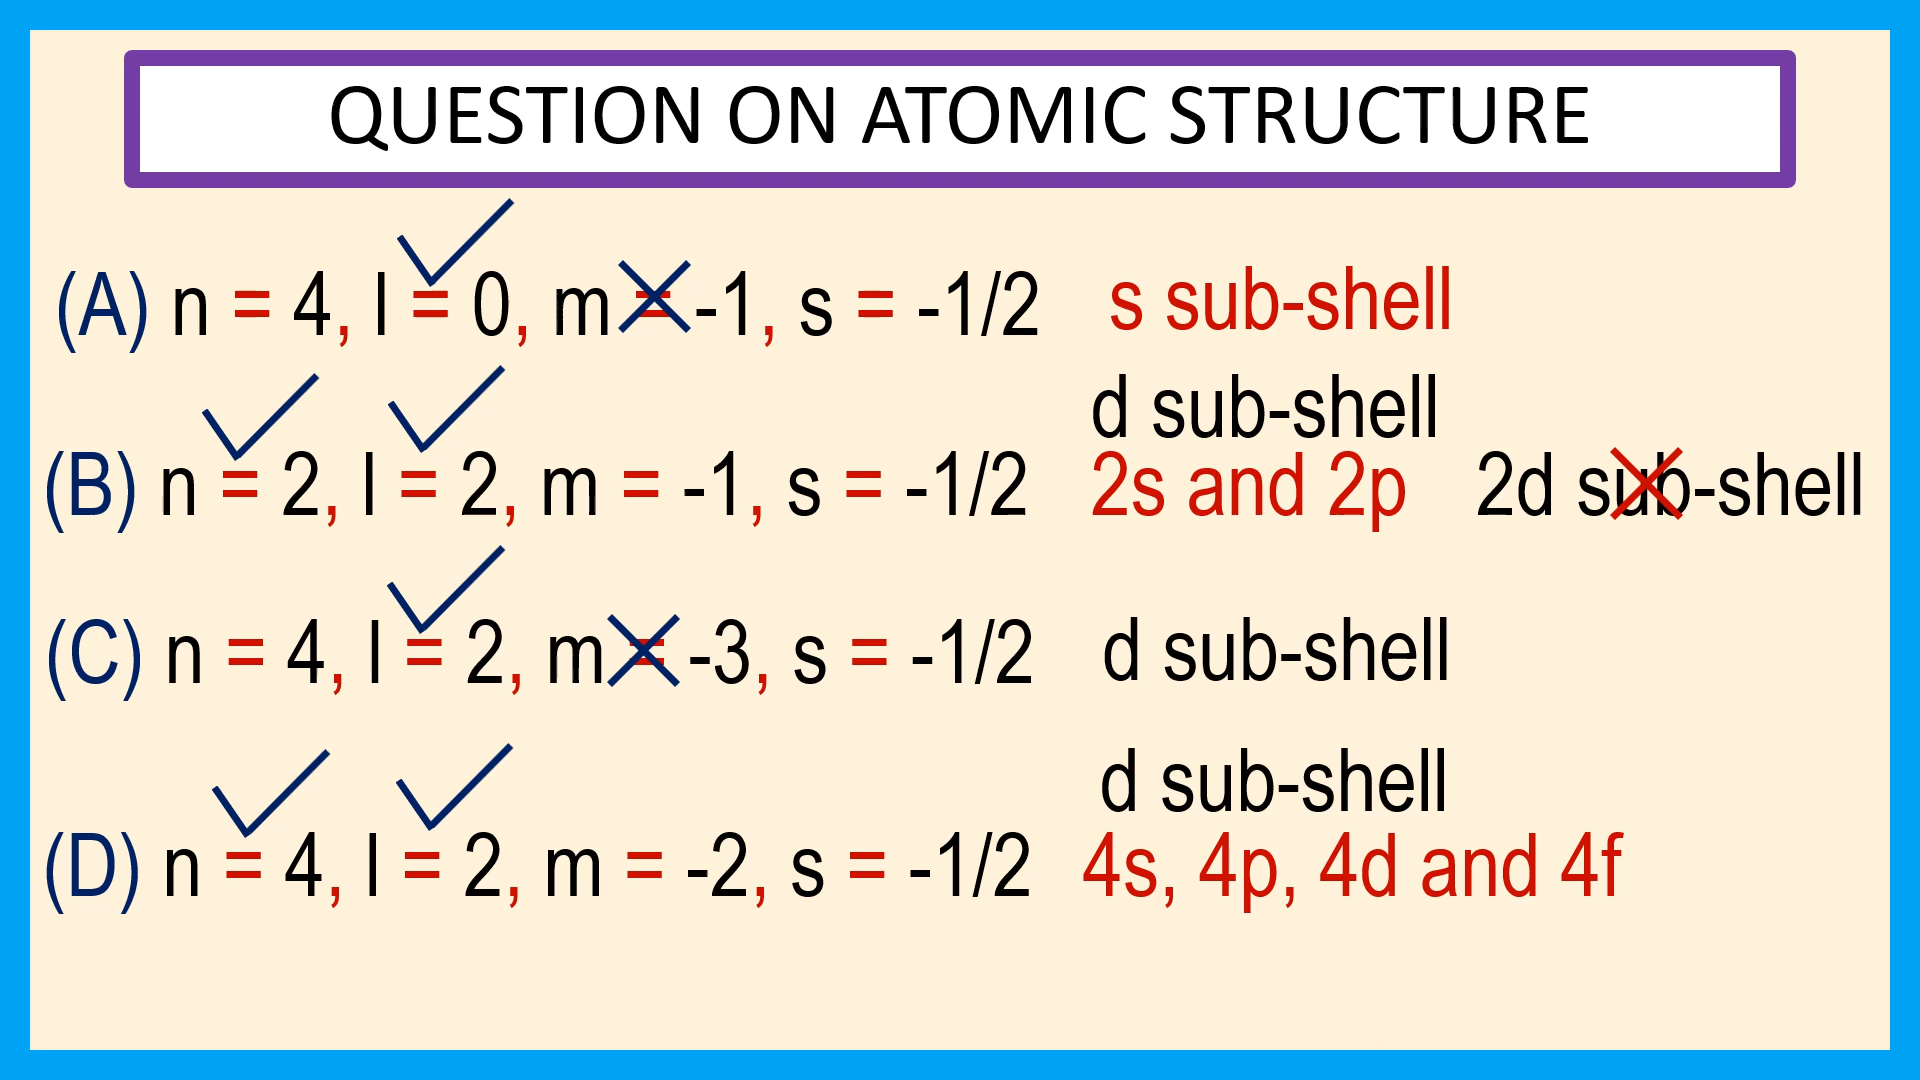 QUESTION ON ATOMIC STRUCTURE
(A) n = 4, l = 0, m = -1, s = -1/2 s sub-shell
d sub-shell
(B) n = 2, l = 2, m = -1, s = -1/2 2s and 2p 2d sub-shell
(C) n = 4, l = 2, m = -3, s = -1/2 d sub-shell
d sub-shell
(D) n = 4, l = 2, m = -2, s = -1/2 4s, 4p, 4d and 4f